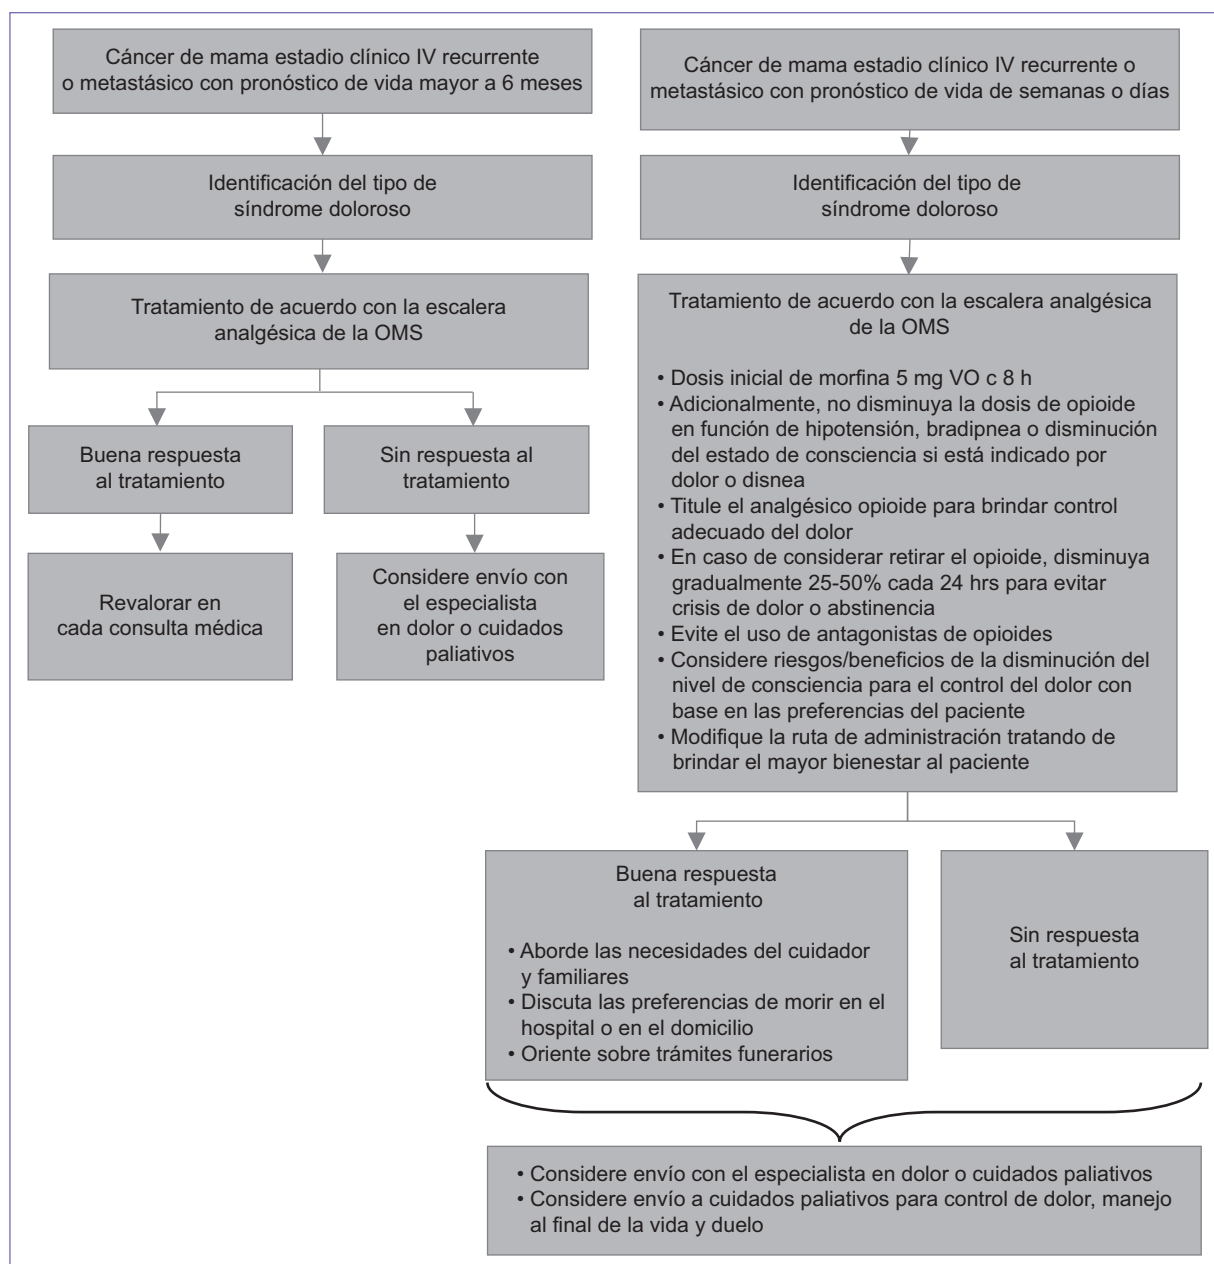 Cáncer de mama estadio clínico IV recurrente
o metastásico con pronóstico de vida mayor a 6 meses
Identificación del tipo de
síndrome doloroso
Tratamiento de acuerdo con la escalera
analgésica de la OMS
Buena respuesta
al tratamiento
Sin respuesta al
tratamiento
Revalorar en
cada consulta médica
Considere envío con
el especialista
en dolor o cuidados
paliativos
Cáncer de mama estadio clínico IV recurrente o
metastásico con pronóstico de vida de semanas o días
Identificación del tipo de
síndrome doloroso
Tratamiento de acuerdo con la escalera analgésica
de la OMS
• Dosis inicial de morfina 5 mg VO c 8 h
• Adicionalmente, no disminuya la dosis de opioide
en función de hipotensión, bradipnea o disminución
del estado de consciencia si está indicado por
dolor o disnea
• Titule el analgésico opioide para brindar control
adecuado del dolor
• En caso de considerar retirar el opioide, disminuya
gradualmente 25-50% cada 24 hrs para evitar
crisis de dolor o abstinencia
• Evite el uso de antagonistas de opioides
• Considere riesgos/beneficios de la disminución del
nivel de consciencia para el control del dolor con
base en las preferencias del paciente
• Modifique la ruta de administración tratando de
brindar el mayor bienestar al paciente
Buena respuesta
al tratamiento
• Aborde las necesidades del cuidador
y familiares
• Discuta las preferencias de morir en el
hospital o en el domicilio
• Oriente sobre trámites funerarios
Sin respuesta
al tratamiento
• Considere envío con el especialista en dolor o cuidados paliativos
• Considere envío a cuidados paliativos para control de dolor, manejo
al final de la vida y duelo